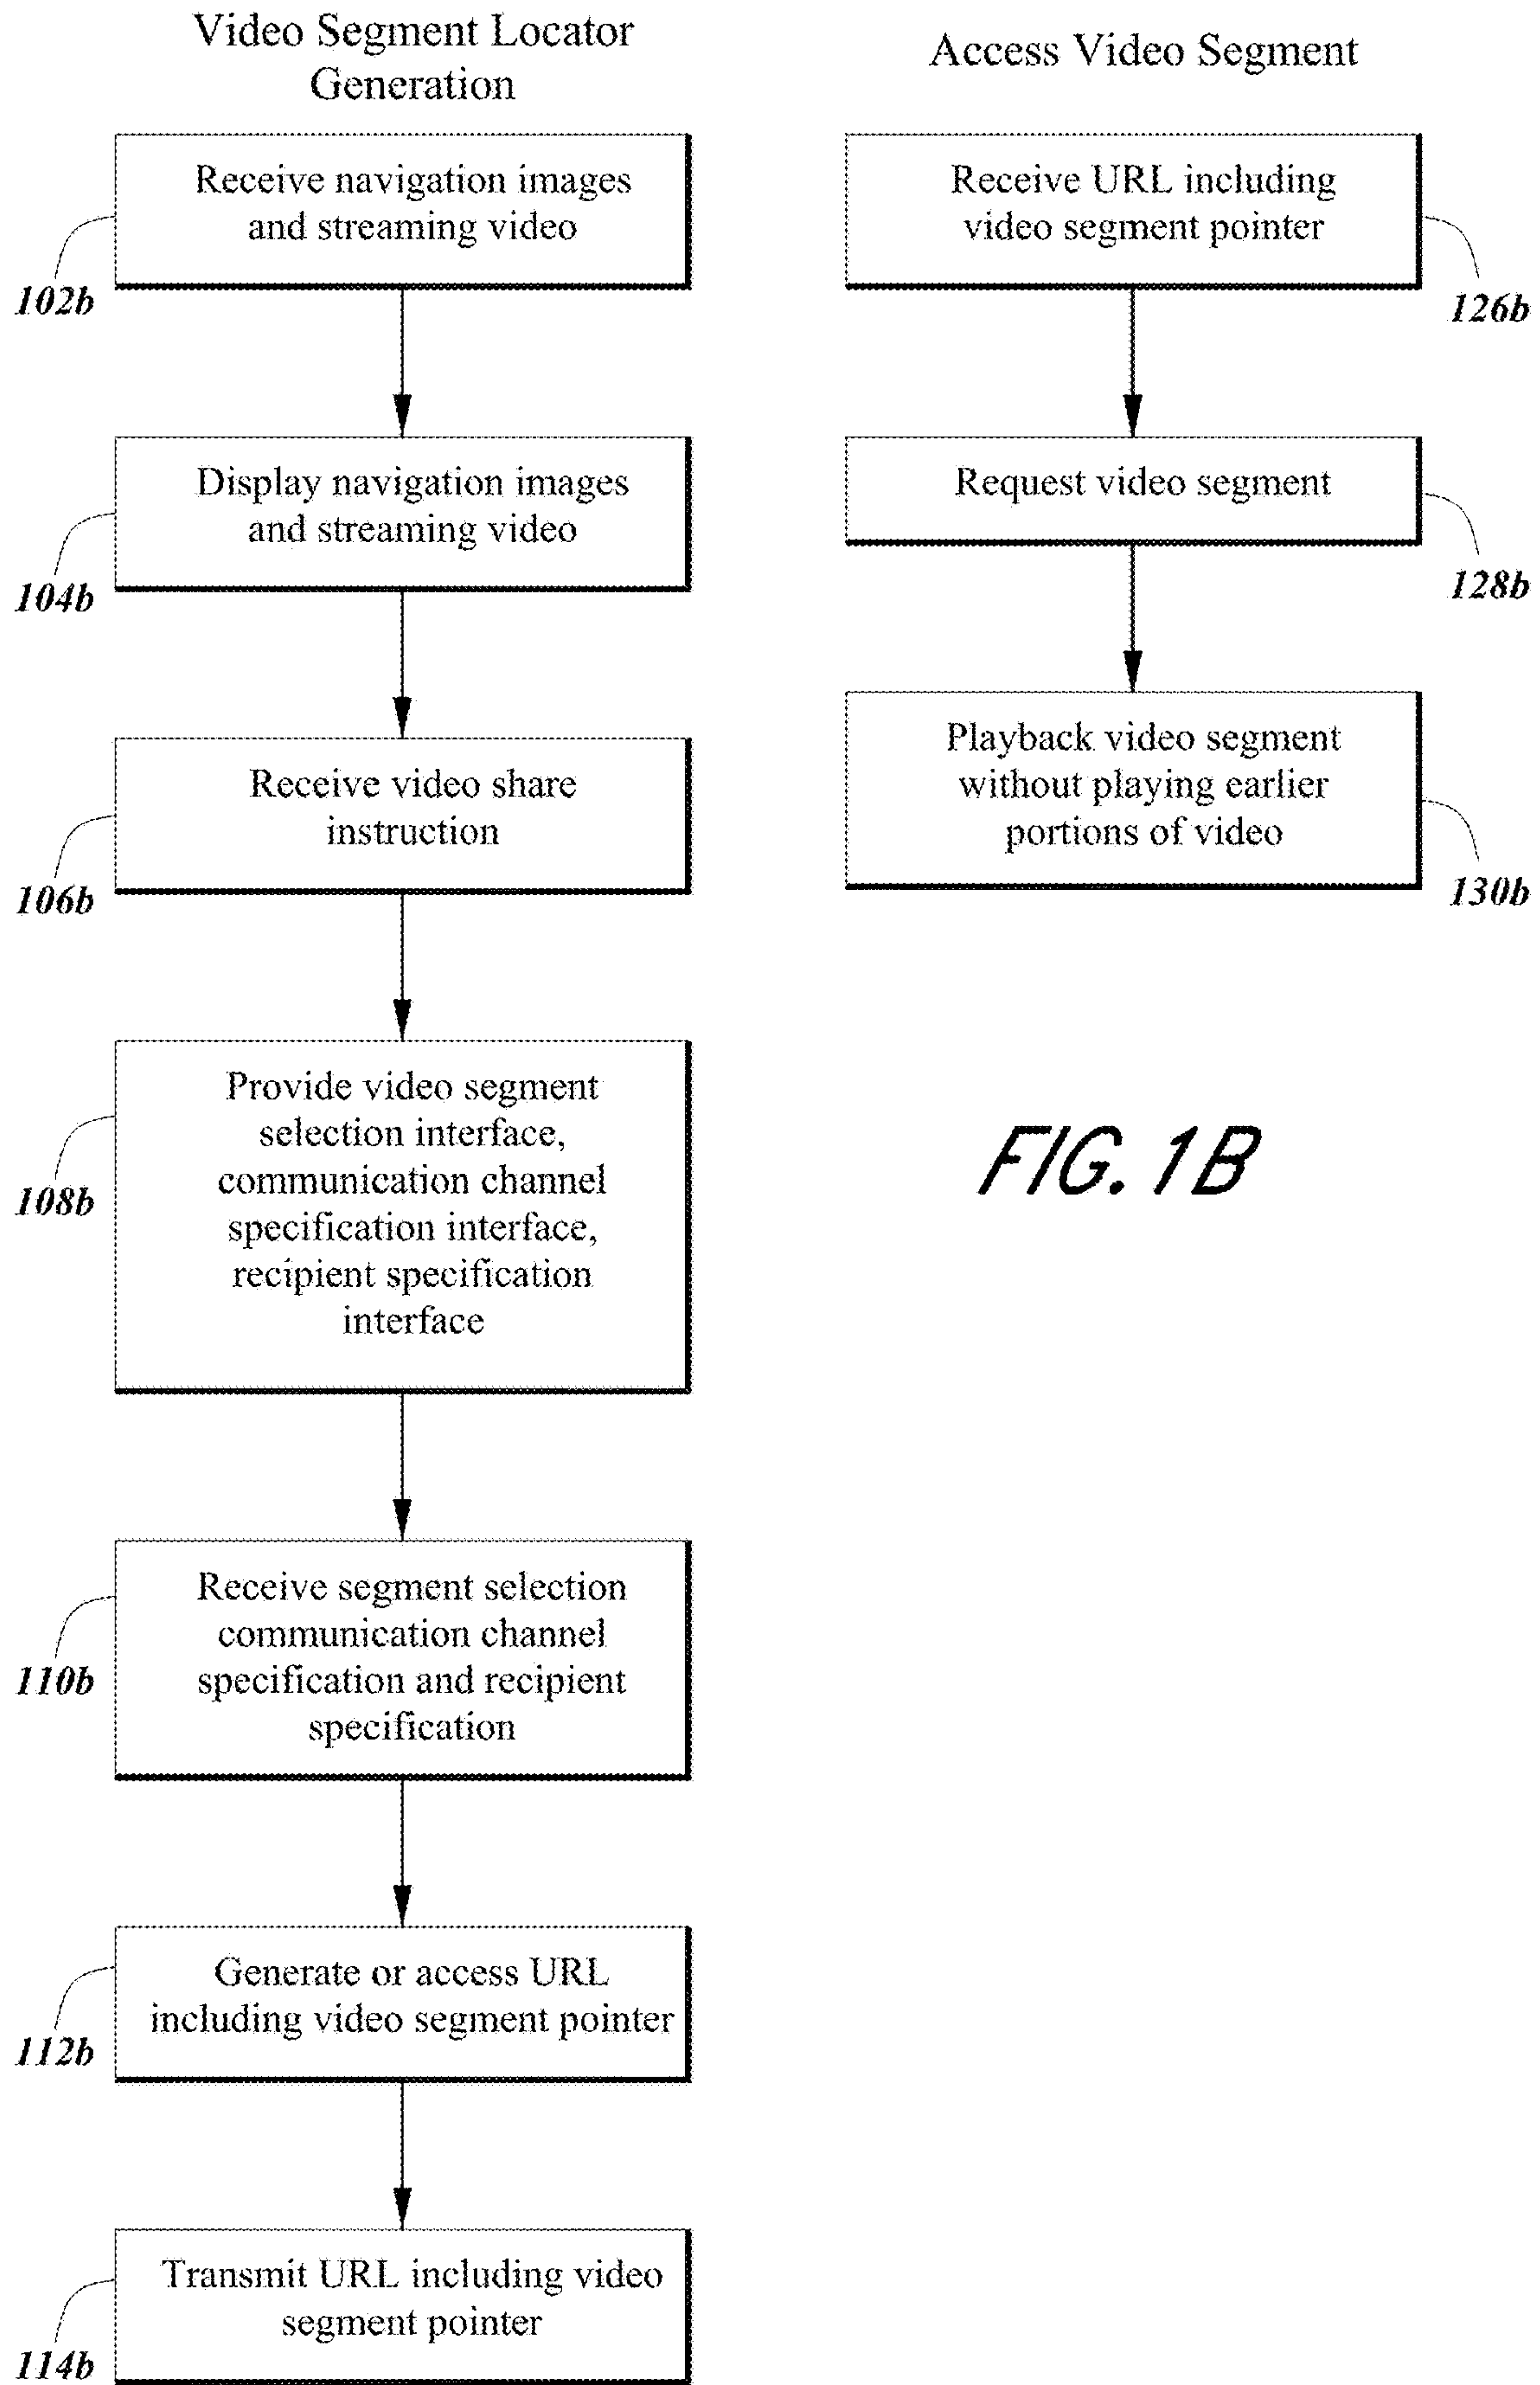 Video Segment Locator
Generation
Receive navigation images
and streaming video
102b
Display navigation images
and streaming video
104b
Receive video share
instruction
106b
Provide video segment
selection interface,
communication channel
specification interface,
recipient specification
interface
108b
Receive segment selection
communication channel
specification and recipient
specification
110b
Generate or access URL
including video segment pointer
112b
Transmit URL including video
segment pointer
114b
Access Video Segment
Receive URL including
video segment pointer
126b
Request video segment
128b
Playback video segment
without playing earlier
portions of video
130b
FIG. 1B